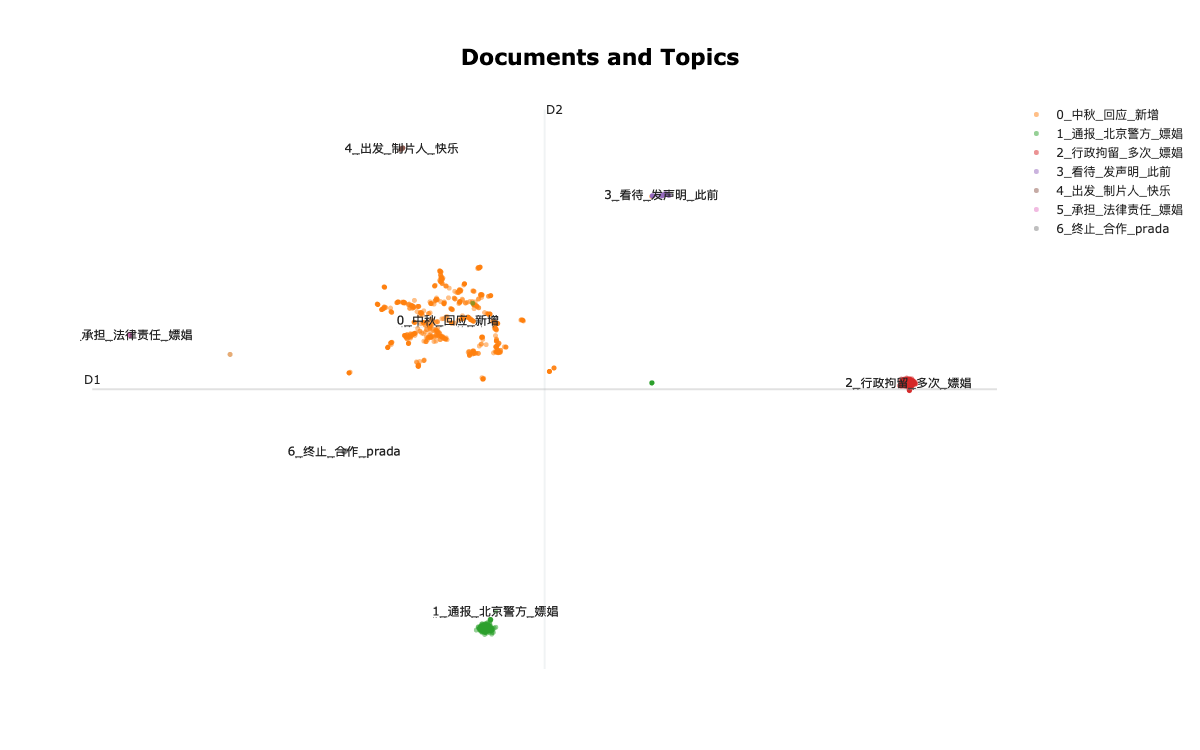 Documents and Topics
D2
0_中秋_回应_新增
1_通报_北京警方_嫖娼
2_行政拘留_多次_嫖娼
3_看待_发声明_此前
4_出发_制片人_快乐
5_承担_法律责任_嫖娼
6_终止_合作_prada
4_出发_制片人_快乐
3_看待_发声明_此前
0_中秋_回应_新增
承担_法律责任_嫖娼
D1
2_行政拘留_多次_嫖娼
6_终止_合作_prada
1_通报_北京警方_嫖娼